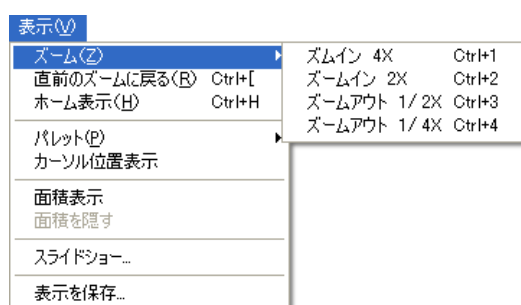 表示(V)
ズーム(Z)
直前のズームに戻る(R) Ctrl+[
ホーム表示(H) Ctrl+H
パレット(P)
カーソル位置表示
面積表示
面積を隠す
スライドショー...
表示を保存...
ズムイン 4X Ctrl+1
ズームイン 2X Ctrl+2
ズームアウト 1/2X Ctrl+3
ズームアウト 1/4X Ctrl+4